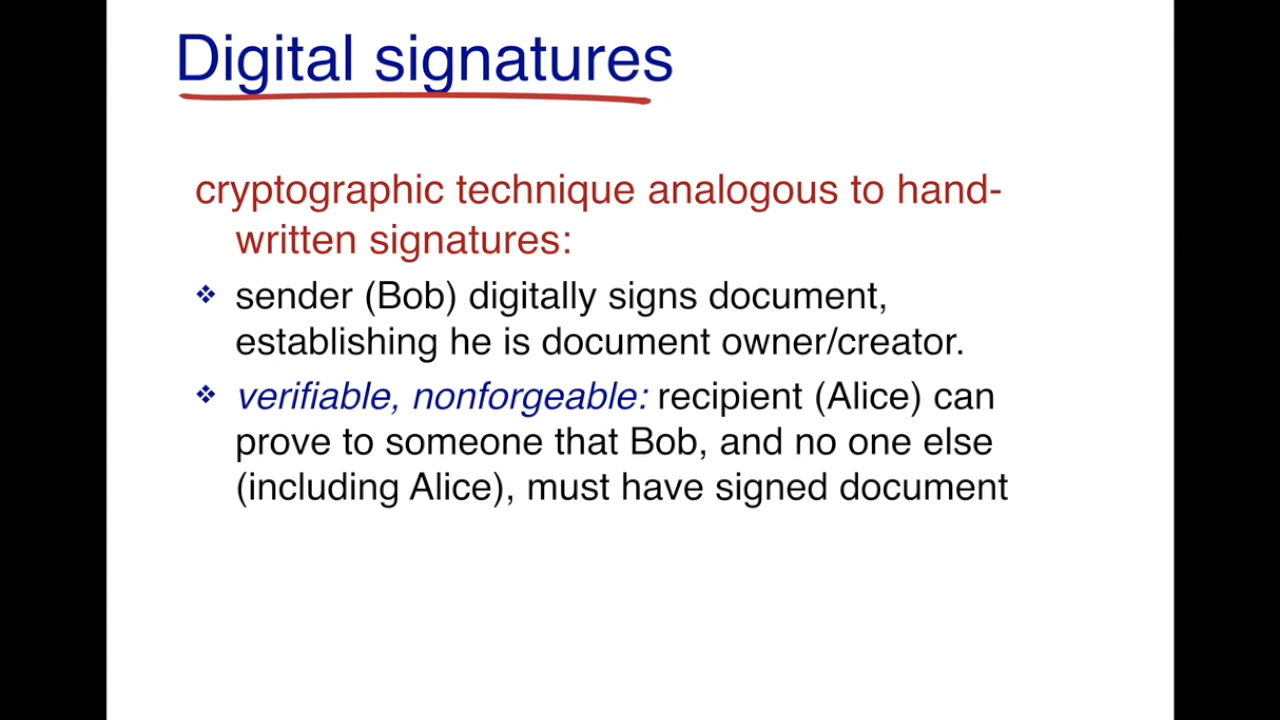 Digital signatures
cryptographic technique analogous to hand-
written signatures:
❖ sender (Bob) digitally signs document,
establishing he is document owner/creator.
❖ verifiable, nonforgeable: recipient (Alice) can
prove to someone that Bob, and no one else
(including Alice), must have signed document